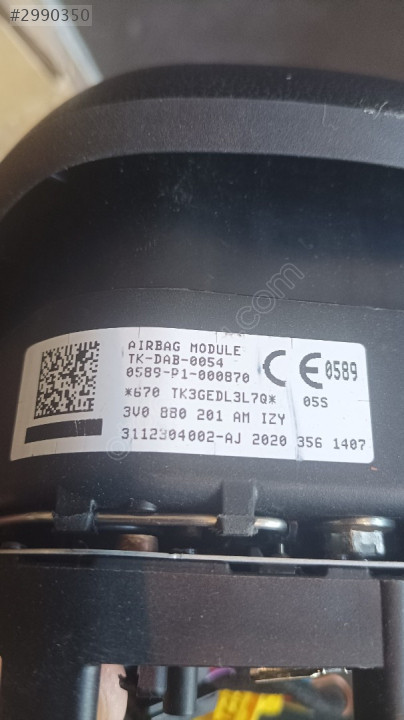 #2990350
AIRBAG MODULE
TK-DAB-0054
0589-P1-000870
CE 0589
*670 TK3GEDL3L7Q* 05S
3V0 880 201 AM IZY
3112304002-AJ 2020 356 1407